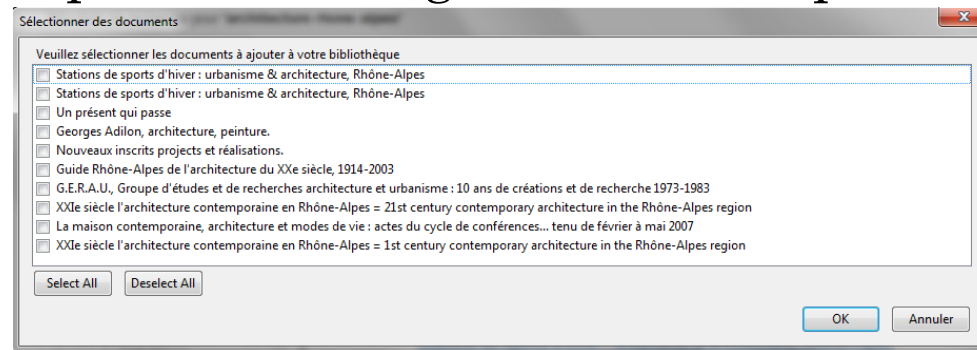 Sélectionner des documents
Veuillez sélectionner les documents à ajouter à votre bibliothèque
Stations de sports d'hiver : urbanisme & architecture, Rhône-Alpes
Stations de sports d'hiver : urbanisme & architecture, Rhône-Alpes
Un présent qui passe
Georges Adilon, architecture, peinture.
Nouveaux inscrits projects et réalisations.
Guide Rhône-Alpes de l'architecture du XXe siècle, 1914-2003
G.E.R.A.U., Groupe d'études et de recherches architecture et urbanisme : 10 ans de créations et de recherche 1973-1983
XXIe siècle l'architecture contemporaine en Rhône-Alpes = 21st century contemporary architecture in the Rhône-Alpes region
La maison contemporaine, architecture et modes de vie : actes du cycle de conférences... tenu de février à mai 2007
XXIe siècle l'architecture contemporaine en Rhône-Alpes = 1st century contemporary architecture in the Rhône-Alpes region
Select All Deselect All
OK Annuler